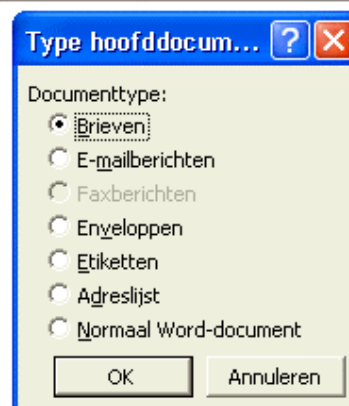 Type hoofddocum...
Documenttype:
Brieven
E-mailberichten
Faxberichten
Enveloppen
Etiketten
Adreslijst
Normaal Word-document
OK Annuleren